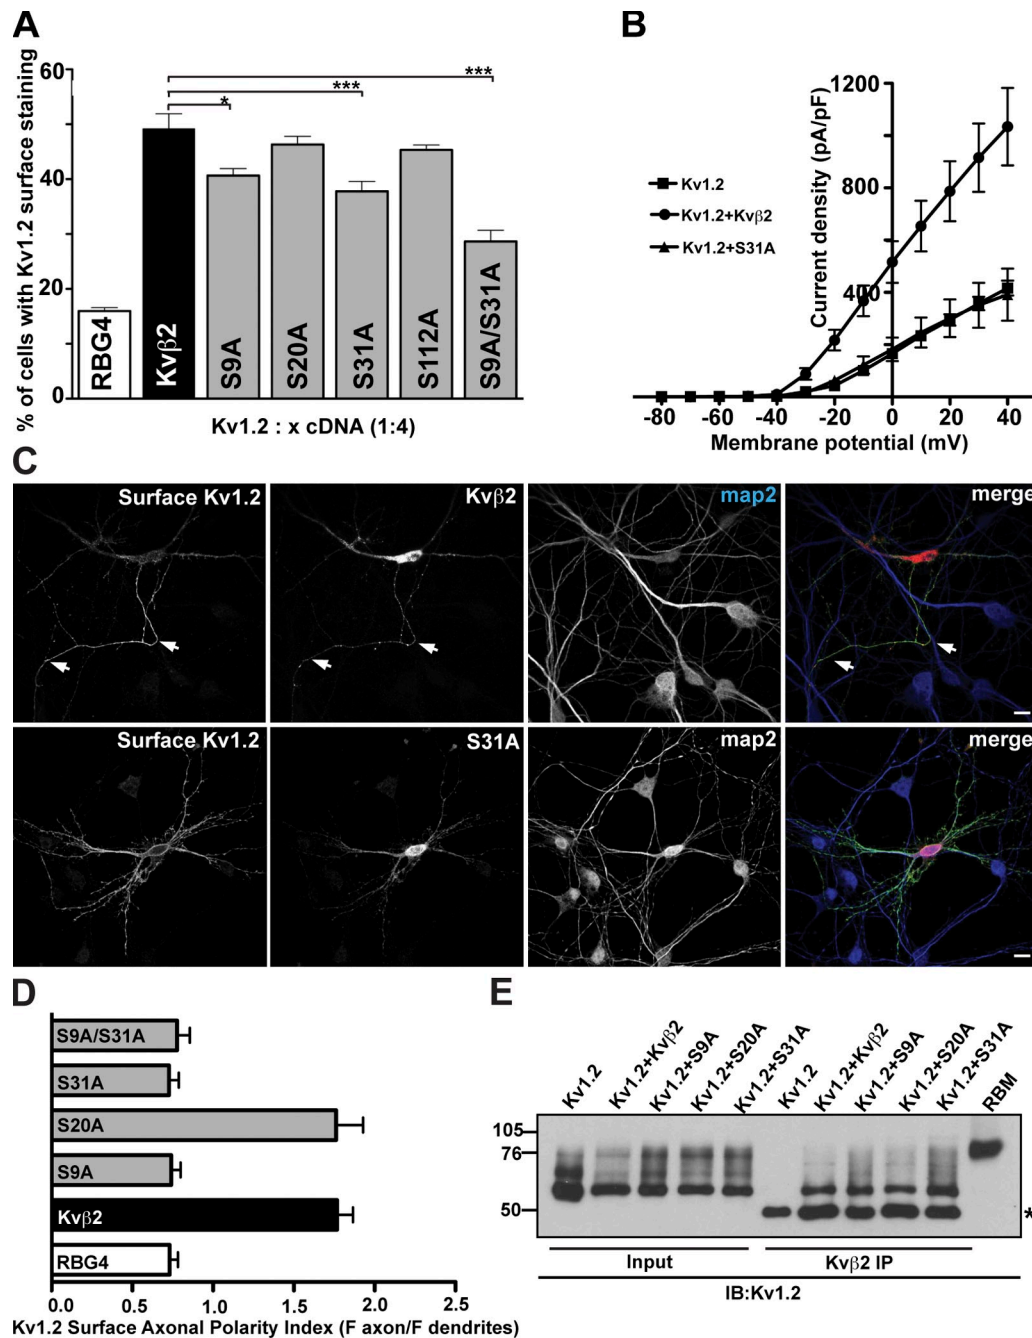 A
% of cells with Kv1.2 surface staining
60
40
20
0
*
***
***
RBG4
Kvβ2
S9A
S20A
S31A
S112A
S9A/S31A
Kv1.2 : x cDNA (1:4)
B
Current density (pA/pF)
1200
800
400
Kv1.2
Kv1.2+Kvβ2
Kv1.2+S31A
-80 -60 -40 -20 0 20 40
Membrane potential (mV)
C
Surface Kv1.2
Kvβ2
map2
merge
Surface Kv1.2
S31A
map2
merge
D
S9A/S31A
S31A
S20A
S9A
Kvβ2
RBG4
0.0 0.5 1.0 1.5 2.0 2.5
Kv1.2 Surface Axonal Polarity Index (F axon/F dendrites)
E
Kv1.2
Kv1.2+Kvβ2
Kv1.2+S9A
Kv1.2+S20A
Kv1.2+S31A
Kv1.2
Kv1.2+Kvβ2
Kv1.2+S9A
Kv1.2+S20A
Kv1.2+S31A
RBM
105
76
50
*
Input
Kvβ2 IP
IB:Kv1.2